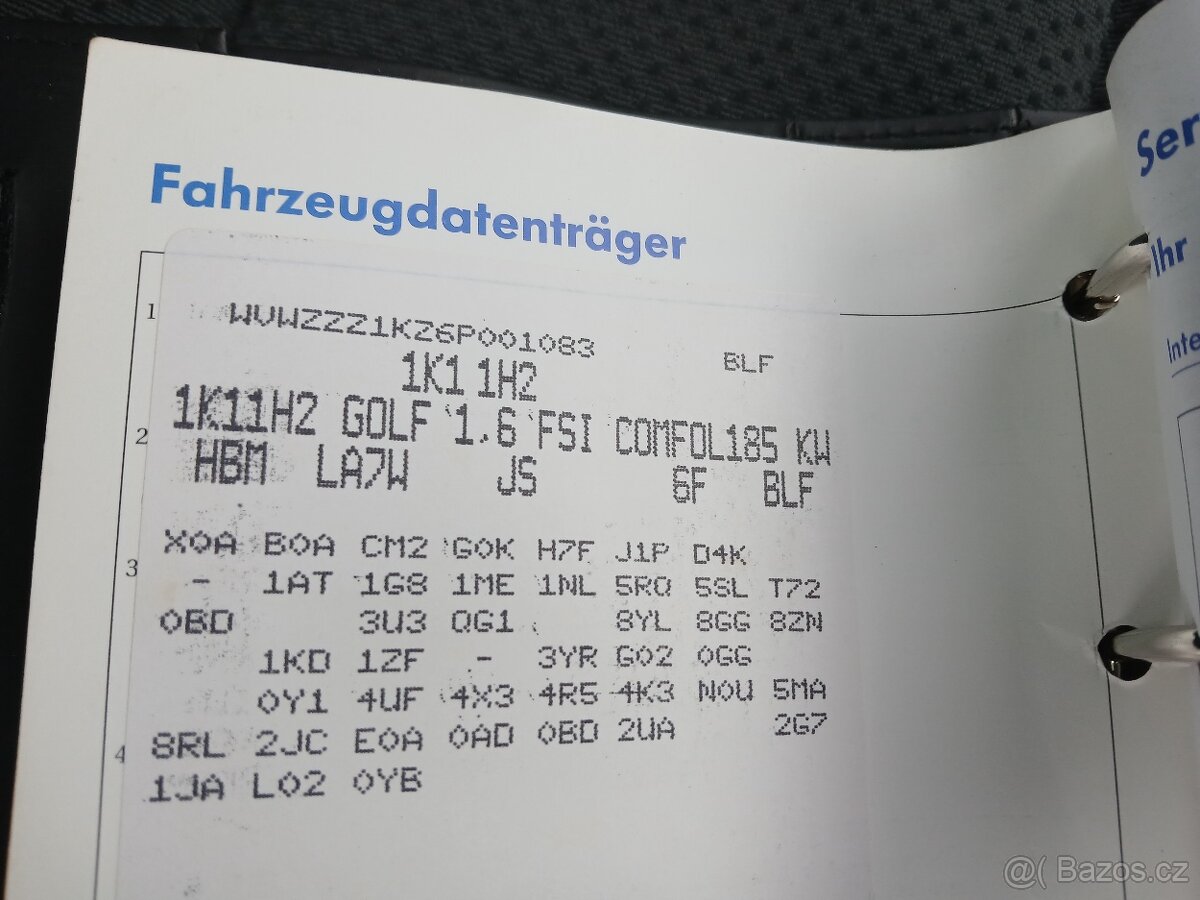 Fahrzeugdatenträger
1
WVWZZZ1KZ6P001083 BLF
1K1 1H2
2
1K11H2 GOLF 1,6 FSI COMFOL185 KW
HBM LA7W JS 6F BLF
X0A B0A CM2 G0K H7F J1P D4K
3
- 1AT 1G8 1ME 1NL 5RQ 5SL T72
0BD 3U3 QG1 8YL 8GG 8ZN
1KD 1ZF - 3YR G02 0GG
0Y1 4UF 4X3 4R5 4K3 N0U 5MA
4
8RL 2JC E0A 0AD 0BD 2UA 2G7
1JA L02 0YB
Ser
Ihr
Inte
@( Bazos.cz